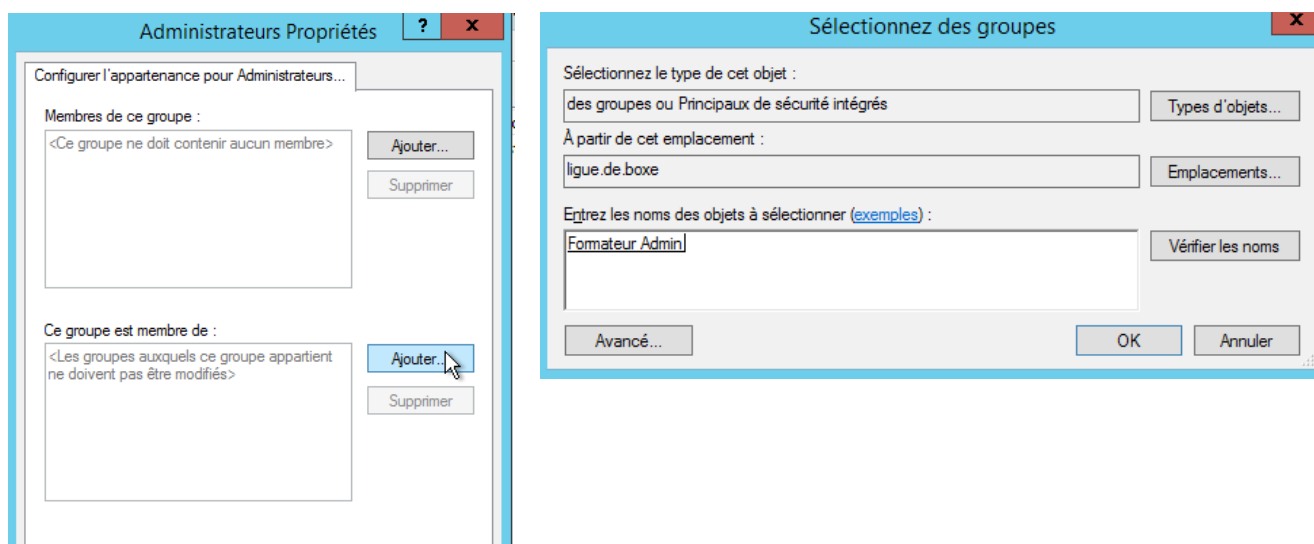 Administrateurs Propriétés
?
x
Configurer l'appartenance pour Administrateurs...
Membres de ce groupe :
<Ce groupe ne doit contenir aucun membre>
Ajouter...
Supprimer
Ce groupe est membre de :
<Les groupes auxquels ce groupe appartient
ne doivent pas être modifiés>
Ajouter...
Supprimer
Sélectionnez des groupes
x
Sélectionnez le type de cet objet :
des groupes ou Principaux de sécurité intégrés
Types d'objets...
À partir de cet emplacement :
ligue.de.boxe
Emplacements...
Entrez les noms des objets à sélectionner (exemples) :
Formateur Admin
Vérifier les noms
Avancé...
OK
Annuler